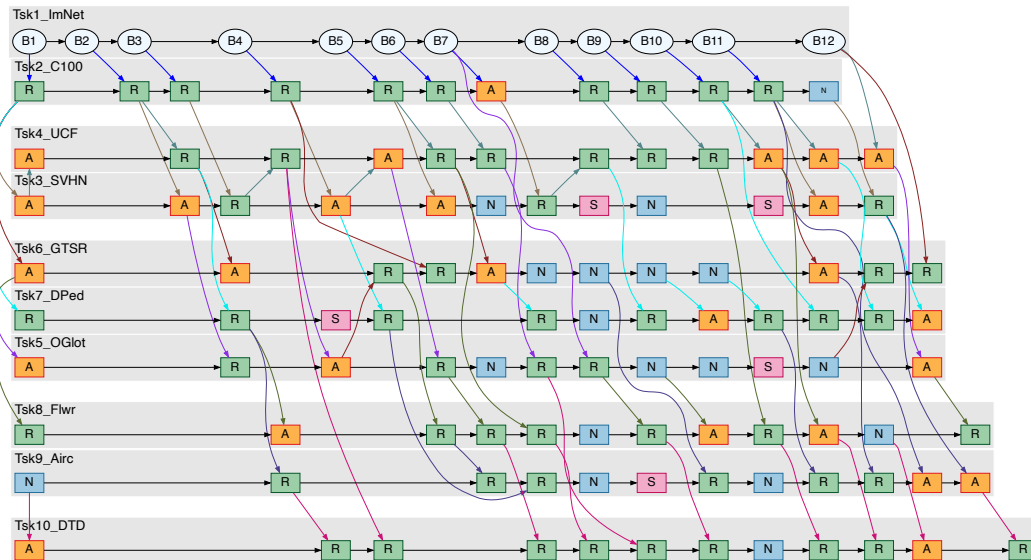 Tsk1_ImNet
B1 B2 B3 B4 B5 B6 B7 B8 B9 B10 B11 B12
Tsk2_C100
R R R R R R A R R R R N
Tsk4_UCF
A R R A R R R R R A A A
Tsk3_SVHN
A A R A A N R S N S A R
Tsk6_GTSR
A A R R A N N N N A R R
Tsk7_DPed
R R S R R N R A R R R A
Tsk5_OGlot
A R A R N R R N N S N A
Tsk8_Flwr
R A R R R N R A R A N R
Tsk9_Airc
N R R R N S R N R R A A
Tsk10_DTD
A R R R R R R N R R A R